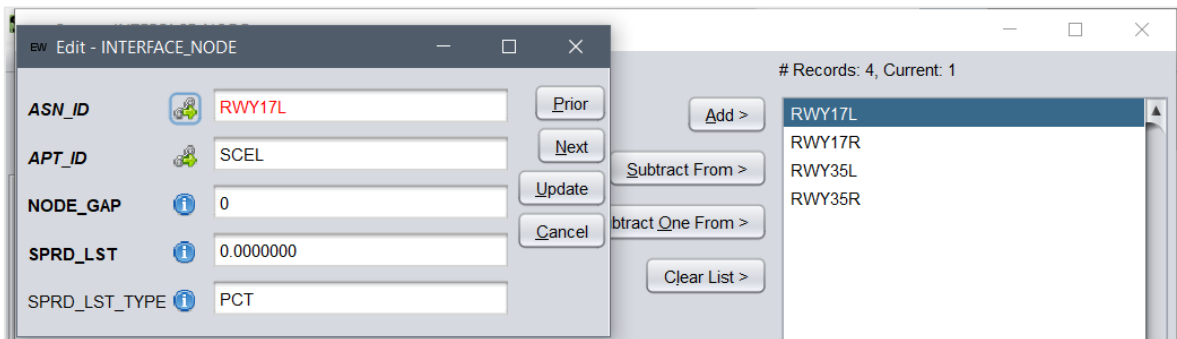 EW Edit - INTERFACE_NODE
# Records: 4, Current: 1
ASN_ID RWY17L
APT_ID SCEL
NODE_GAP 0
SPRD_LST 0.0000000
SPRD_LST_TYPE PCT
Prior
Next
Update
Cancel
Add >
Subtract From >
btract One From >
Clear List >
RWY17L
RWY17R
RWY35L
RWY35R